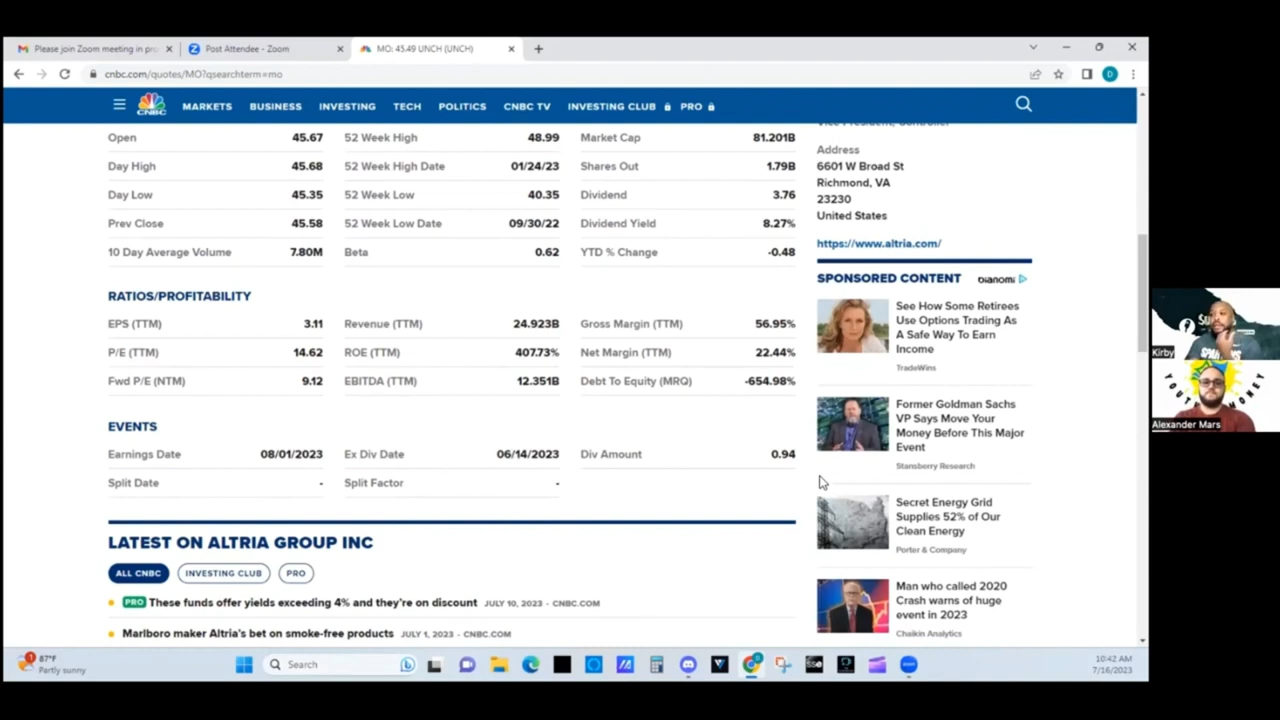 Please join Zoom meeting in pro
Post Attendee - Zoom
MO: 45.49 UNCH (UNCH)
cnbc.com/quotes/MO?qsearchterm=mo
D
CNBC
MARKETS
BUSINESS
INVESTING
TECH
POLITICS
CNBC TV
INVESTING CLUB
PRO
Open 45.67
52 Week High 48.99
Market Cap 81.201B
Day High 45.68
52 Week High Date 01/24/23
Shares Out 1.79B
Day Low 45.35
52 Week Low 40.35
Dividend 3.76
Prev Close 45.58
52 Week Low Date 09/30/22
Dividend Yield 8.27%
10 Day Average Volume 7.80M
Beta 0.62
YTD % Change -0.48
RATIOS/PROFITABILITY
EPS (TTM) 3.11
Revenue (TTM) 24.923B
Gross Margin (TTM) 56.95%
P/E (TTM) 14.62
ROE (TTM) 407.73%
Net Margin (TTM) 22.44%
Fwd P/E (NTM) 9.12
EBITDA (TTM) 12.351B
Debt To Equity (MRQ) -654.98%
EVENTS
Earnings Date 08/01/2023
Ex Div Date 06/14/2023
Div Amount 0.94
Split Date -
Split Factor -
LATEST ON ALTRIA GROUP INC
ALL CNBC
INVESTING CLUB
PRO
PRO These funds offer yields exceeding 4% and they're on discount JULY 10, 2023 - CNBC.COM
Marlboro maker Altria's bet on smoke-free products JULY 1, 2023 - CNBC.COM
Vice President, Controller
Address
6601 W Broad St
Richmond, VA
23230
United States
https://www.altria.com/
SPONSORED CONTENT
DIANOMI
See How Some Retirees
Use Options Trading As
A Safe Way To Earn
Income
TradeWins
Former Goldman Sachs
VP Says Move Your
Money Before This Major
Event
Stansberry Research
Secret Energy Grid
Supplies 52% of Our
Clean Energy
Porter & Company
Man who called 2020
Crash warns of huge
event in 2023
Chaikin Analytics
Kirby
Alexander Mars
1
87°F
Partly sunny
Search
10:42 AM
7/16/2023